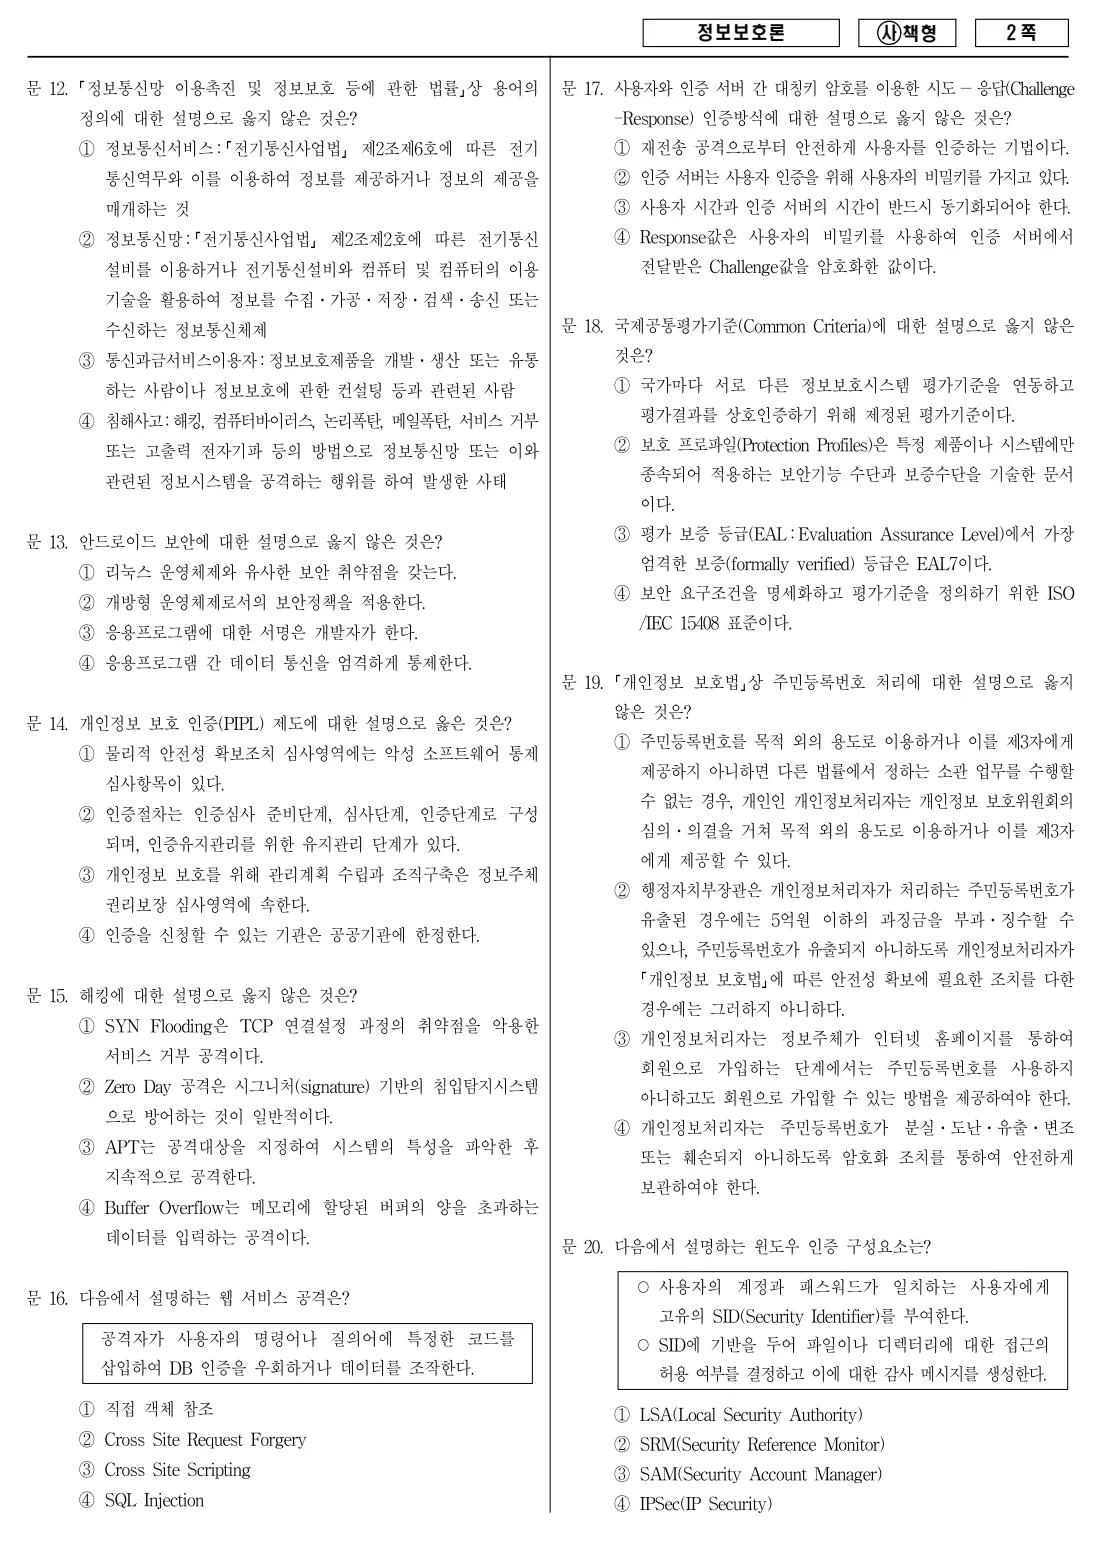 정보보호론
㉴책형
2쪽
문 12. 「정보통신망 이용촉진 및 정보보호 등에 관한 법률」상 용어의
정의에 대한 설명으로 옳지 않은 것은?
① 정보통신서비스:「전기통신사업법」 제2조제6호에 따른 전기
통신역무와 이를 이용하여 정보를 제공하거나 정보의 제공을
매개하는 것
② 정보통신망:「전기통신사업법」 제2조제2호에 따른 전기통신
설비를 이용하거나 전기통신설비와 컴퓨터 및 컴퓨터의 이용
기술을 활용하여 정보를 수집·가공·저장·검색·송신 또는
수신하는 정보통신체제
③ 통신과금서비스이용자:정보보호제품을 개발·생산 또는 유통
하는 사람이나 정보보호에 관한 컨설팅 등과 관련된 사람
④ 침해사고:해킹, 컴퓨터바이러스, 논리폭탄, 메일폭탄, 서비스 거부
또는 고출력 전자기파 등의 방법으로 정보통신망 또는 이와
관련된 정보시스템을 공격하는 행위를 하여 발생한 사태
문 13. 안드로이드 보안에 대한 설명으로 옳지 않은 것은?
① 리눅스 운영체제와 유사한 보안 취약점을 갖는다.
② 개방형 운영체제로서의 보안정책을 적용한다.
③ 응용프로그램에 대한 서명은 개발자가 한다.
④ 응용프로그램 간 데이터 통신을 엄격하게 통제한다.
문 14. 개인정보 보호 인증(PIPL) 제도에 대한 설명으로 옳은 것은?
① 물리적 안전성 확보조치 심사영역에는 악성 소프트웨어 통제
심사항목이 있다.
② 인증절차는 인증심사 준비단계, 심사단계, 인증단계로 구성
되며, 인증유지관리를 위한 유지관리 단계가 있다.
③ 개인정보 보호를 위해 관리계획 수립과 조직구축은 정보주체
권리보장 심사영역에 속한다.
④ 인증을 신청할 수 있는 기관은 공공기관에 한정한다.
문 15. 해킹에 대한 설명으로 옳지 않은 것은?
① SYN Flooding은 TCP 연결설정 과정의 취약점을 악용한
서비스 거부 공격이다.
② Zero Day 공격은 시그니처(signature) 기반의 침입탐지시스템
으로 방어하는 것이 일반적이다.
③ APT는 공격대상을 지정하여 시스템의 특성을 파악한 후
지속적으로 공격한다.
④ Buffer Overflow는 메모리에 할당된 버퍼의 양을 초과하는
데이터를 입력하는 공격이다.
문 16. 다음에서 설명하는 웹 서비스 공격은?
공격자가 사용자의 명령어나 질의어에 특정한 코드를
삽입하여 DB 인증을 우회하거나 데이터를 조작한다.
① 직접 객체 참조
② Cross Site Request Forgery
③ Cross Site Scripting
④ SQL Injection
문 17. 사용자와 인증 서버 간 대칭키 암호를 이용한 시도-응답(Challenge
-Response) 인증방식에 대한 설명으로 옳지 않은 것은?
① 재전송 공격으로부터 안전하게 사용자를 인증하는 기법이다.
② 인증 서버는 사용자 인증을 위해 사용자의 비밀키를 가지고 있다.
③ 사용자 시간과 인증 서버의 시간이 반드시 동기화되어야 한다.
④ Response값은 사용자의 비밀키를 사용하여 인증 서버에서
전달받은 Challenge값을 암호화한 값이다.
문 18. 국제공통평가기준(Common Criteria)에 대한 설명으로 옳지 않은
것은?
① 국가마다 서로 다른 정보보호시스템 평가기준을 연동하고
평가결과를 상호인증하기 위해 제정된 평가기준이다.
② 보호 프로파일(Protection Profiles)은 특정 제품이나 시스템에만
종속되어 적용하는 보안기능 수단과 보증수단을 기술한 문서
이다.
③ 평가 보증 등급(EAL:Evaluation Assurance Level)에서 가장
엄격한 보증(formally verified) 등급은 EAL7이다.
④ 보안 요구조건을 명세화하고 평가기준을 정의하기 위한 ISO
/IEC 15408 표준이다.
문 19. 「개인정보 보호법」상 주민등록번호 처리에 대한 설명으로 옳지
않은 것은?
① 주민등록번호를 목적 외의 용도로 이용하거나 이를 제3자에게
제공하지 아니하면 다른 법률에서 정하는 소관 업무를 수행할
수 없는 경우, 개인인 개인정보처리자는 개인정보 보호위원회의
심의·의결을 거쳐 목적 외의 용도로 이용하거나 이를 제3자
에게 제공할 수 있다.
② 행정자치부장관은 개인정보처리자가 처리하는 주민등록번호가
유출된 경우에는 5억원 이하의 과징금을 부과·징수할 수
있으나, 주민등록번호가 유출되지 아니하도록 개인정보처리자가
「개인정보 보호법」에 따른 안전성 확보에 필요한 조치를 다한
경우에는 그러하지 아니하다.
③ 개인정보처리자는 정보주체가 인터넷 홈페이지를 통하여
회원으로 가입하는 단계에서는 주민등록번호를 사용하지
아니하고도 회원으로 가입할 수 있는 방법을 제공하여야 한다.
④ 개인정보처리자는 주민등록번호가 분실·도난·유출·변조
또는 훼손되지 아니하도록 암호화 조치를 통하여 안전하게
보관하여야 한다.
문 20. 다음에서 설명하는 윈도우 인증 구성요소는?
○ 사용자의 계정과 패스워드가 일치하는 사용자에게
고유의 SID(Security Identifier)를 부여한다.
○ SID에 기반을 두어 파일이나 디렉터리에 대한 접근의
허용 여부를 결정하고 이에 대한 감사 메시지를 생성한다.
① LSA(Local Security Authority)
② SRM(Security Reference Monitor)
③ SAM(Security Account Manager)
④ IPSec(IP Security)